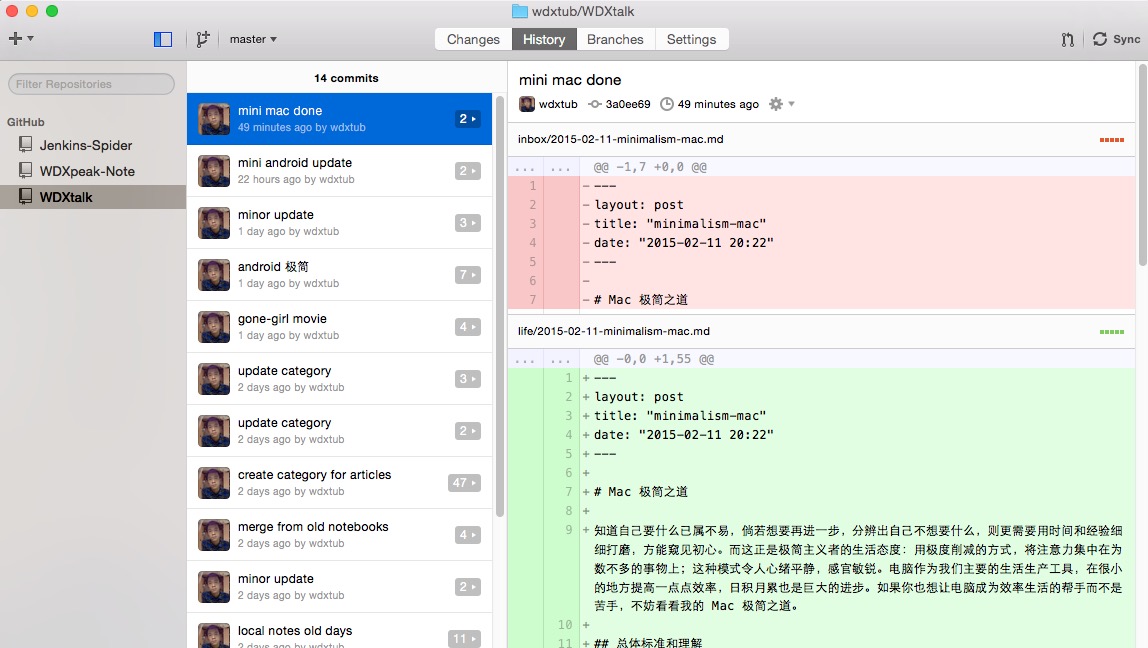 wdxtub/WDXtalk
master
Changes
History
Branches
Settings
Sync
Filter Repositories
GitHub
Jenkins-Spider
WDXpeak-Note
WDXtalk
14 commits
mini mac done
49 minutes ago by wdxtub
2
mini android update
22 hours ago by wdxtub
2
minor update
1 day ago by wdxtub
3
android 极简
1 day ago by wdxtub
7
gone-girl movie
1 day ago by wdxtub
4
update category
2 days ago by wdxtub
3
update category
2 days ago by wdxtub
2
create category for articles
2 days ago by wdxtub
47
merge from old notebooks
2 days ago by wdxtub
4
minor update
2 days ago by wdxtub
2
local notes old days
2 days ago by wdxtub
11
mini mac done
wdxtub 3a0ee69 49 minutes ago
inbox/2015-02-11-minimalism-mac.md
... ... @@ -1,7 +0,0 @@
1 - ---
2 - layout: post
3 - title: "minimalism-mac"
4 - date: "2015-02-11 20:22"
5 - ---
6 -
7 - # Mac 极简之道
life/2015-02-11-minimalism-mac.md
... ... @@ -0,0 +1,55 @@
1 + ---
2 + layout: post
3 + title: "minimalism-mac"
4 + date: "2015-02-11 20:22"
5 + ---
6 +
7 + # Mac 极简之道
8 +
9 + 知道自己要什么已属不易，倘若想要再进一步，分辨出自己不想要什么，则更需要用时间和经验细
细打磨，方能窥见初心。而这正是极简主义者的生活态度：用极度削减的方式，将注意力集中在为
数不多的事物上；这种模式令人心绪平静，感官敏锐。电脑作为我们主要的生活生产工具，在很小
的地方提高一点点效率，日积月累也是巨大的进步。如果你也想让电脑成为效率生活的帮手而不是
苦手，不妨看看我的 Mac 极简之道。
10 +
11 + ## 总体标准和理解